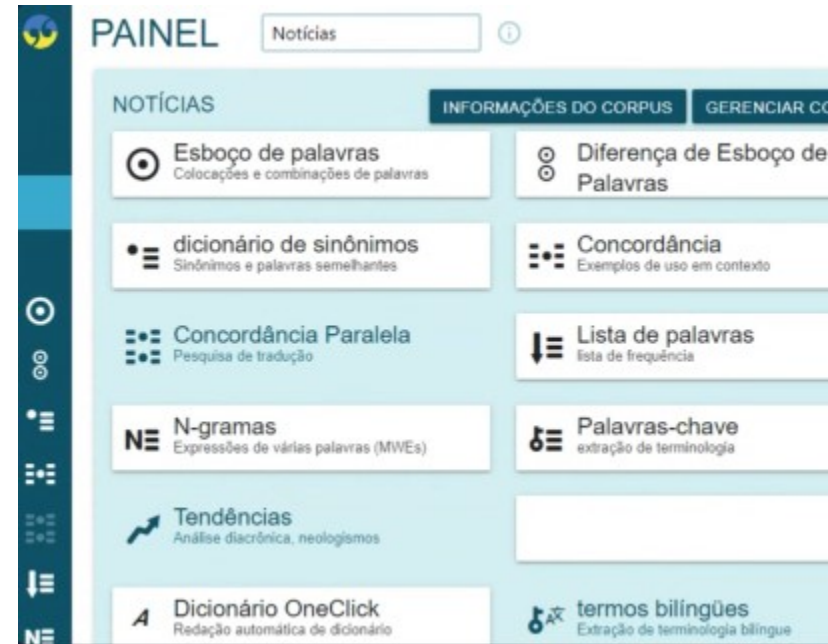 PAINEL
Notícias
NOTÍCIAS
INFORMAÇÕES DO CORPUS
GERENCIAR
Esboço de palavras
Colocações e combinações de palavras
Diferença de Esboço de
Palavras
dicionário de sinônimos
Sinônimos e palavras semelhantes
Concordância
Exemplos de uso em contexto
Concordância Paralela
Pesquisa de tradução
Lista de palavras
lista de frequência
N-gramas
Expressões de várias palavras (MWEs)
Palavras-chave
extração de terminologia
Tendências
Análise diacrônica, neologismos
Dicionário OneClick
Redação automática de dicionário
termos bilíngües
Extração de terminologia bilíngue